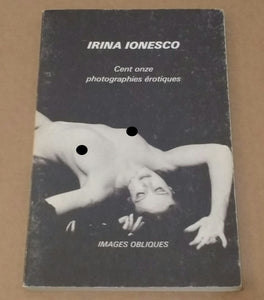 IRINA IONESCO
Cent onze
photographies érotiques
IMAGES OBLIQUES